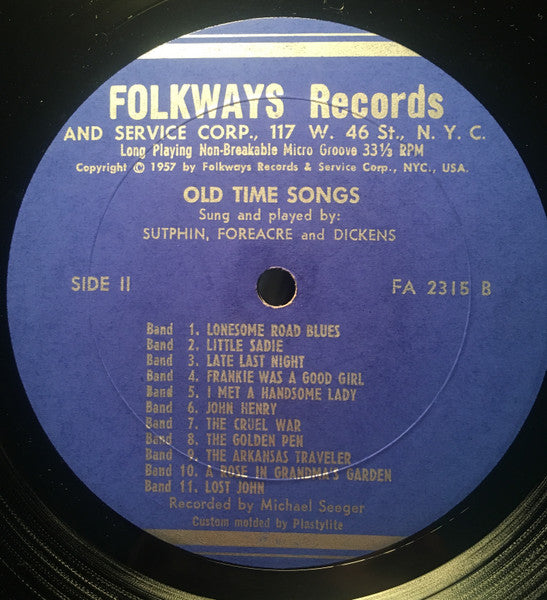 FOLKWAYS Records
AND SERVICE CORP., 117 W. 46 St., N. Y. C.
Long Playing Non-Breakable Micro Groove 33⅓ RPM
Copyright © 1957 by Folkways Records & Service Corp., NYC., USA.
OLD TIME SONGS
Sung and played by:
SUTPHIN, FOREACRE and DICKENS
SIDE II FA 2315 B
Band 1. LONESOME ROAD BLUES
Band 2. LITTLE SADIE
Band 3. LATE LAST NIGHT
Band 4. FRANKIE WAS A GOOD GIRL
Band 5. I MET A HANDSOME LADY
Band 6. JOHN HENRY
Band 7. THE CRUEL WAR
Band 8. THE GOLDEN PEN
Band 9. THE ARKANSAS TRAVELER
Band 10. A ROSE IN GRANDMA'S GARDEN
Band 11. LOST JOHN
Recorded by Michael Seeger
Custom molded by Plastylite